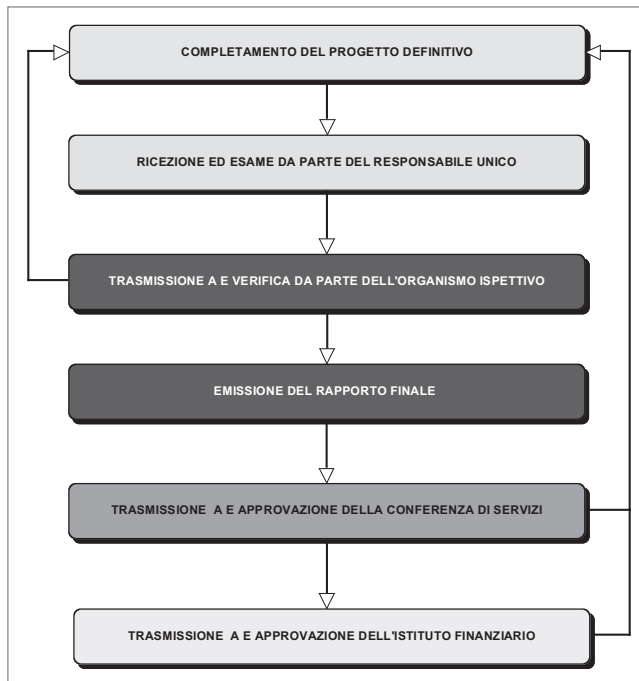 COMPLETAMENTO DEL PROGETTO DEFINITIVO
RICEZIONE ED ESAME DA PARTE DEL RESPONSABILE UNICO
TRASMISSIONE A E VERIFICA DA PARTE DELL'ORGANISMO ISPETTIVO
EMISSIONE DEL RAPPORTO FINALE
TRASMISSIONE A E APPROVAZIONE DELLA CONFERENZA DI SERVIZI
TRASMISSIONE A E APPROVAZIONE DELL'ISTITUTO FINANZIARIO